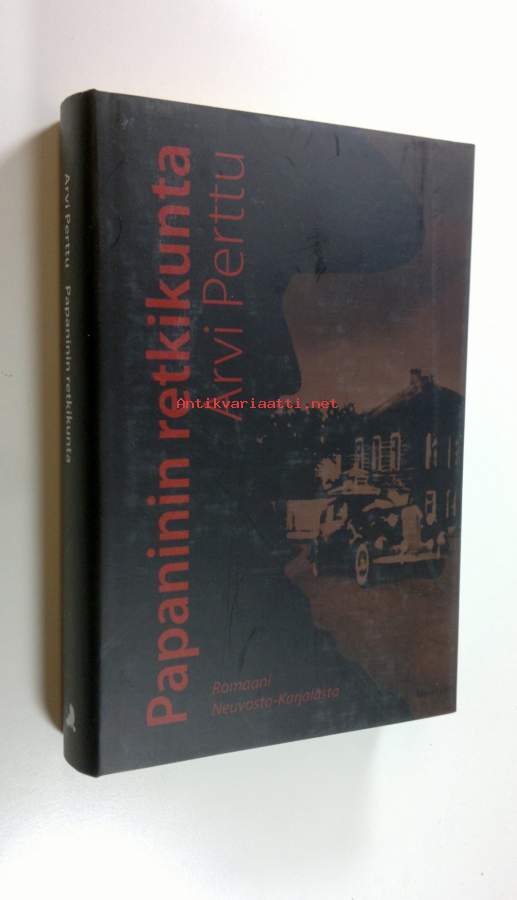 Arvi Perttu Papaninin retkikunta
Papaninin retkikunta
Arvi Perttu
Antikvariaatti.net
Romaani
Neuvosto-Karjalasta